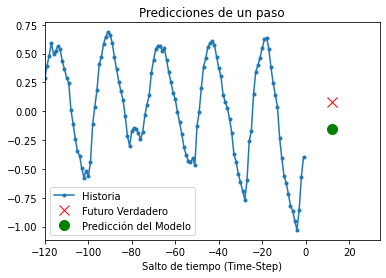 Predicciones de un paso
0.75
0.50
0.25
0.00
-0.25
-0.50
-0.75
-1.00
Historia
Futuro Verdadero
Predicción del Modelo
-120 -100 -80 -60 -40 -20 0 20
Salto de tiempo (Time-Step)